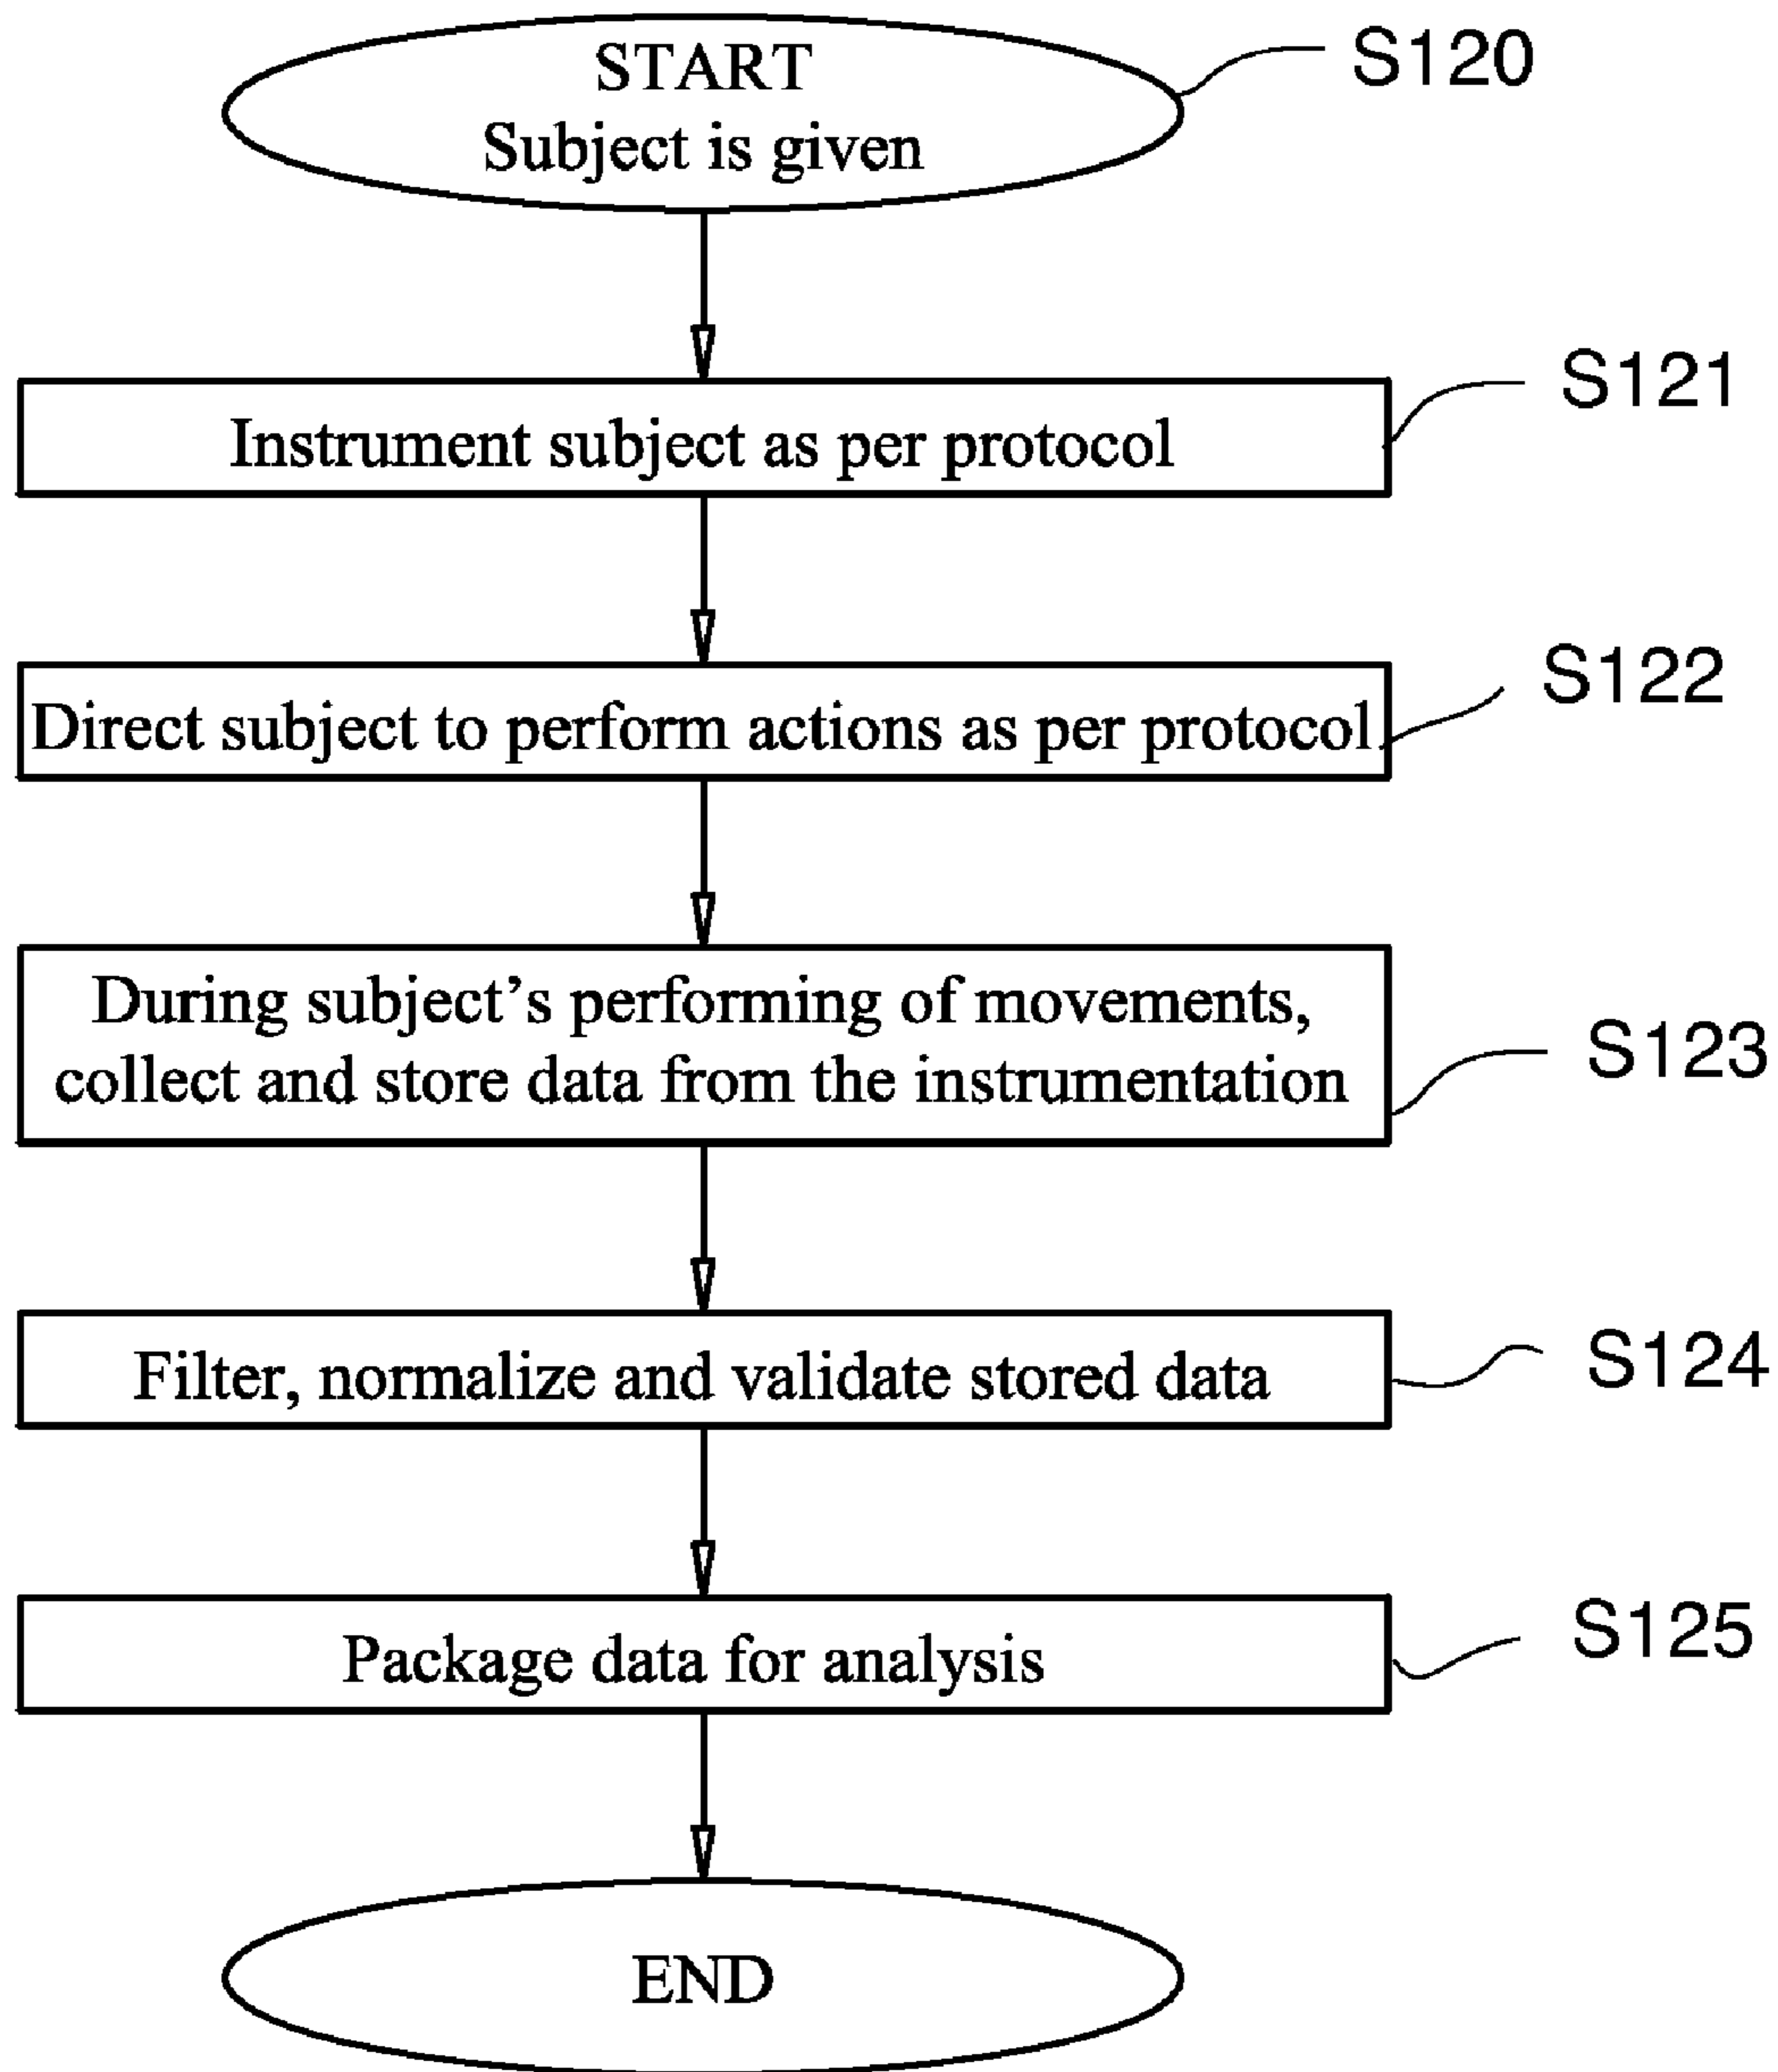 START
Subject is given
S120
Instrument subject as per protocol
S121
Direct subject to perform actions as per protocol
S122
During subject’s performing of movements,
collect and store data from the instrumentation
S123
Filter, normalize and validate stored data
S124
Package data for analysis
S125
END